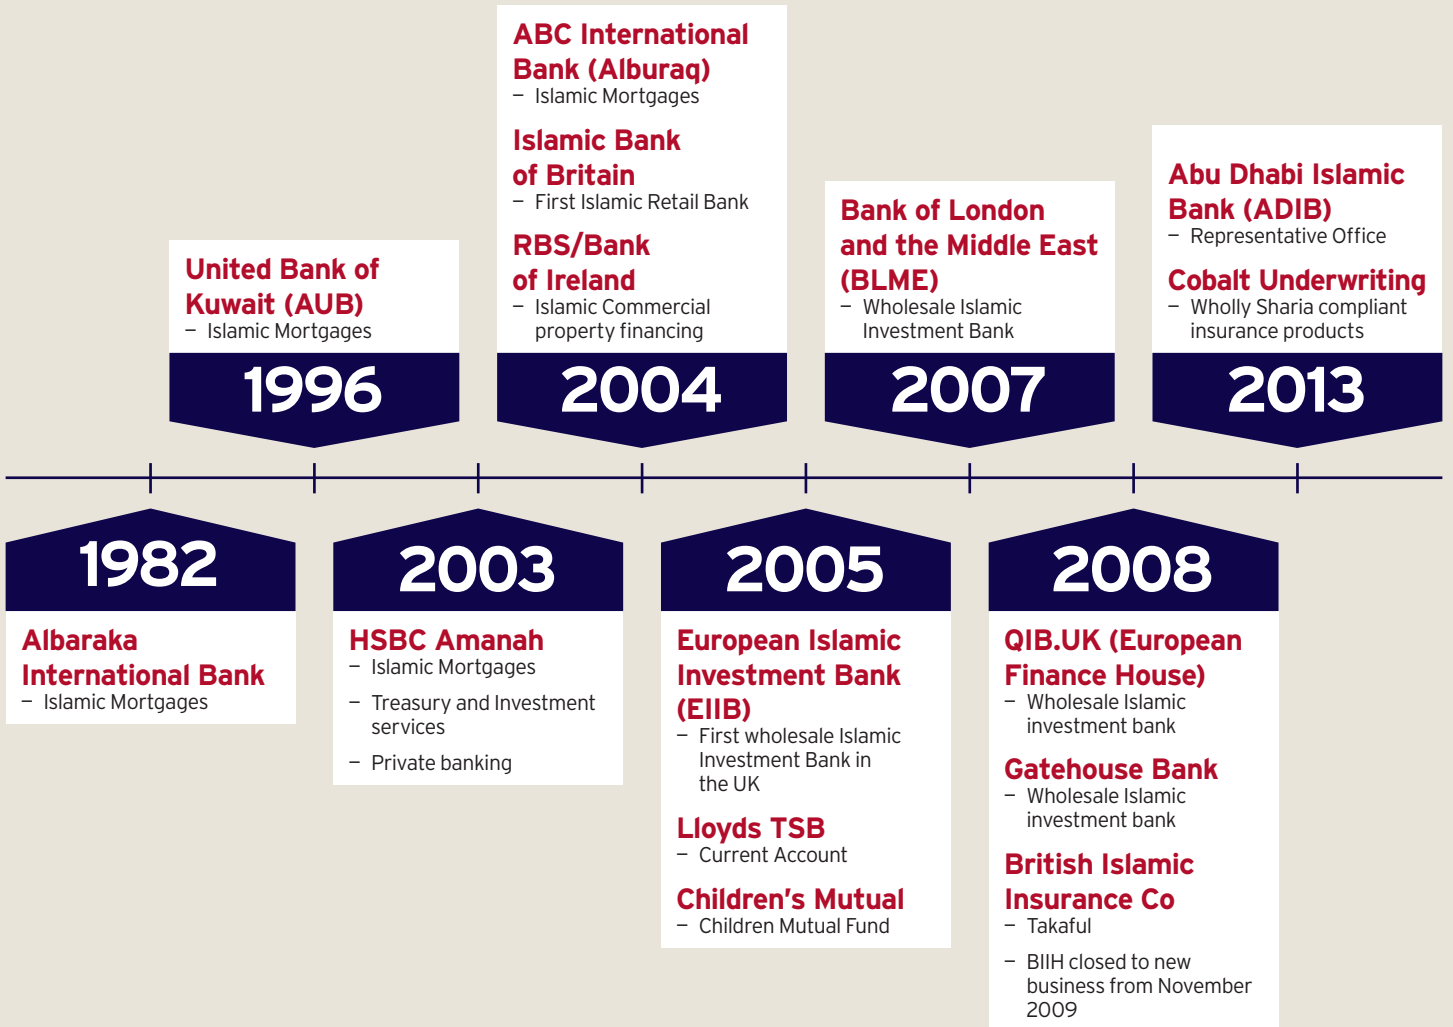 ABC International
Bank (Alburaq)
– Islamic Mortgages
Islamic Bank
of Britain
– First Islamic Retail Bank
RBS/Bank
of Ireland
– Islamic Commercial
property financing
2004
United Bank of
Kuwait (AUB)
– Islamic Mortgages
1996
Bank of London
and the Middle East
(BLME)
– Wholesale Islamic
Investment Bank
2007
Abu Dhabi Islamic
Bank (ADIB)
– Representative Office
Cobalt Underwriting
– Wholly Sharia compliant
insurance products
2013
1982
Albaraka
International Bank
– Islamic Mortgages
2003
HSBC Amanah
– Islamic Mortgages
– Treasury and Investment
services
– Private banking
2005
European Islamic
Investment Bank
(EIIB)
– First wholesale Islamic
Investment Bank in
the UK
Lloyds TSB
– Current Account
Children's Mutual
– Children Mutual Fund
2008
QIB.UK (European
Finance House)
– Wholesale Islamic
investment bank
Gatehouse Bank
– Wholesale Islamic
investment bank
British Islamic
Insurance Co
– Takaful
– BIIH closed to new
business from November
2009